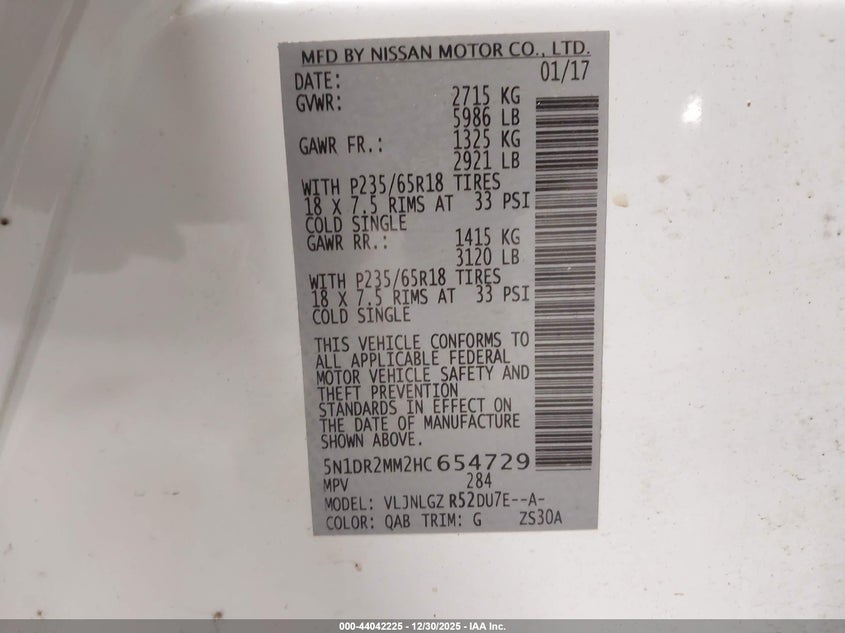 MFD BY NISSAN MOTOR CO., LTD.
DATE: 01/17
GVWR: 2715 KG
5986 LB
GAWR FR.: 1325 KG
2921 LB
WITH P235/65R18 TIRES
18 X 7.5 RIMS AT 33 PSI
COLD SINGLE
GAWR RR.: 1415 KG
3120 LB
WITH P235/65R18 TIRES
18 X 7.5 RIMS AT 33 PSI
COLD SINGLE
THIS VEHICLE CONFORMS TO
ALL APPLICABLE FEDERAL
MOTOR VEHICLE SAFETY AND
THEFT PREVENTION
STANDARDS IN EFFECT ON
THE DATE OF MANUFACTURE
SHOWN ABOVE.
5N1DR2MM2HC654729
MPV 284
MODEL: VLJNLGZ R52DU7E--A-
COLOR: QAB TRIM: G ZS30A
000-44042225 - 12/30/2025 - IAA Inc.